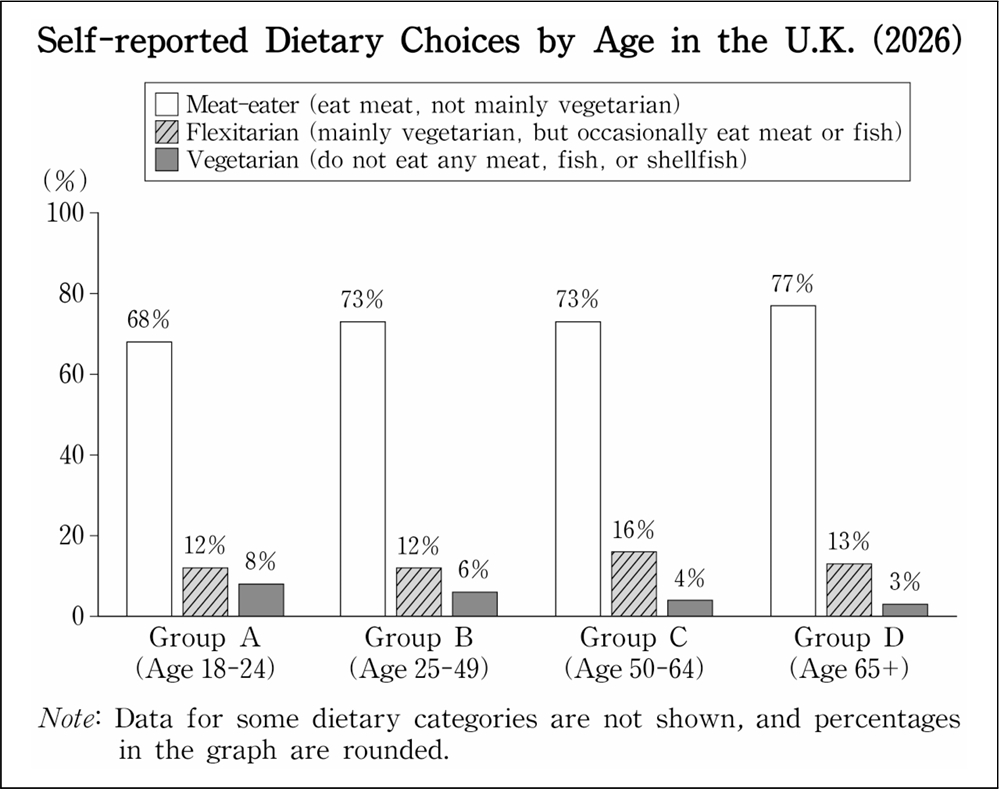 Self-reported Dietary Choices by Age in the U.K. (2026)
Meat-eater (eat meat, not mainly vegetarian)
Flexitarian (mainly vegetarian, but occasionally eat meat or fish)
Vegetarian (do not eat any meat, fish, or shellfish)
(%)
100
80
60
40
20
0
68%
12%
8%
73%
12%
6%
73%
16%
4%
77%
13%
3%
Group A
(Age 18-24)
Group B
(Age 25-49)
Group C
(Age 50-64)
Group D
(Age 65+)
Note: Data for some dietary categories are not shown, and percentages
in the graph are rounded.